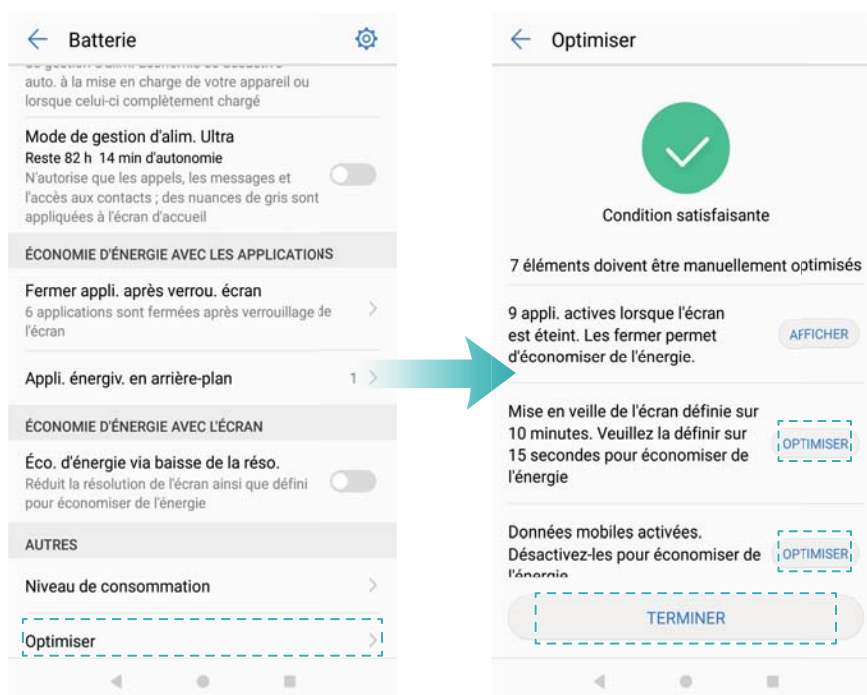 Batterie
auto. à la mise en charge de votre appareil ou
lorsque celui-ci complètement chargé
Mode de gestion d'alim. Ultra
Reste 82 h 14 min d'autonomie
N'autorise que les appels, les messages et
l'accès aux contacts ; des nuances de gris sont
appliquées à l'écran d'accueil
ÉCONOMIE D'ÉNERGIE AVEC LES APPLICATIONS
Fermer appli. après verrou. écran
6 applications sont fermées après verrouillage de
l'écran
Appli. énergiv. en arrière-plan 1
ÉCONOMIE D'ÉNERGIE AVEC L'ÉCRAN
Éco. d'énergie via baisse de la réso.
Réduit la résolution de l'écran ainsi que défini
pour économiser de l'énergie
AUTRES
Niveau de consommation
Optimiser
Optimiser
Condition satisfaisante
7 éléments doivent être manuellement optimisés
9 appli. actives lorsque l'écran
est éteint. Les fermer permet
d'économiser de l'énergie.
AFFICHER
Mise en veille de l'écran définie sur
10 minutes. Veuillez la définir sur
15 secondes pour économiser de
l'énergie
OPTIMISER
Données mobiles activées.
Désactivez-les pour économiser de
l'énergie
OPTIMISER
TERMINER